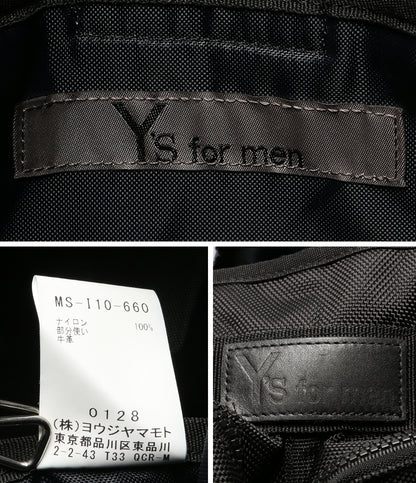 Y's for men
MS-I10-660
ナイロン 100%
部分使い
牛革
0128
(株)ヨウジヤマモト
東京都品川区東品川
2-2-43 T33 QCR-M
Y's for men